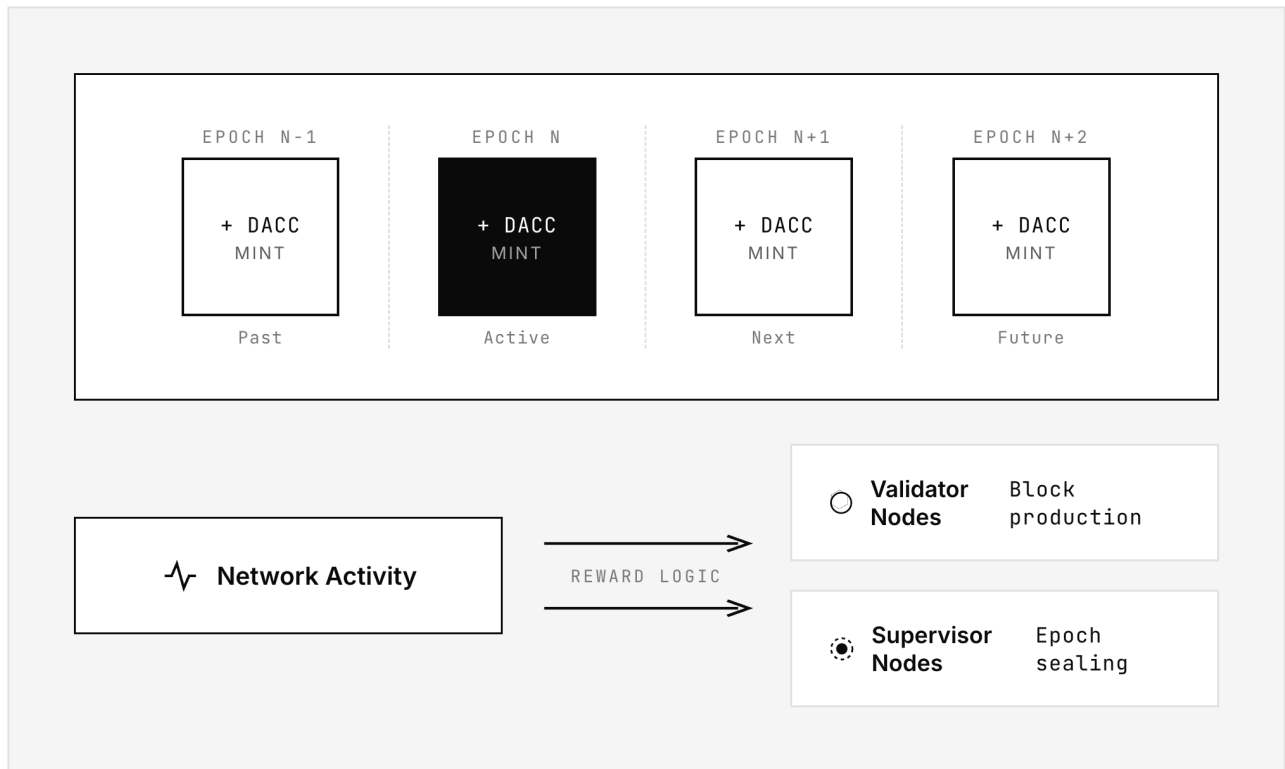 EPOCH N-1
EPOCH N
EPOCH N+1
EPOCH N+2
+ DACC
MINT
+ DACC
MINT
+ DACC
MINT
+ DACC
MINT
Past
Active
Next
Future
Network Activity
REWARD LOGIC
Validator
Nodes
Block
production
Supervisor
Nodes
Epoch
sealing